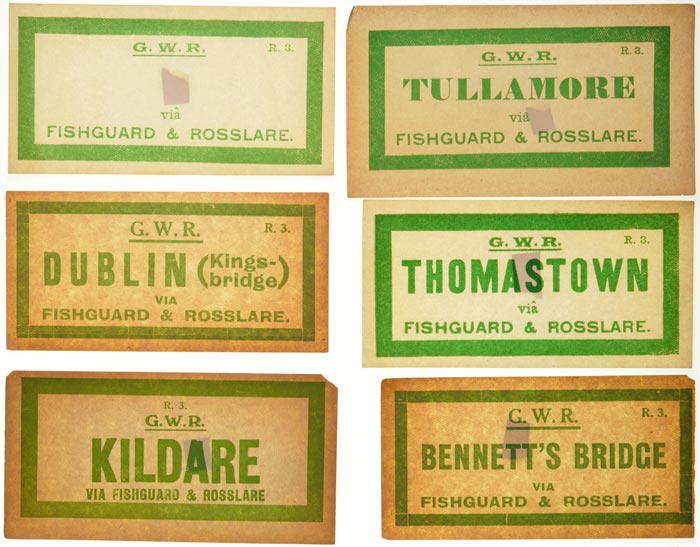 G. W. R. R. 3.
viâ
FISHGUARD & ROSSLARE.
G. W. R. R. 3.
TULLAMORE
viâ
FISHGUARD & ROSSLARE.
G. W. R. R. 3.
DUBLIN (Kings-bridge)
VIA
FISHGUARD & ROSSLARE.
G. W. R. R. 3.
THOMASTOWN
viâ
FISHGUARD & ROSSLARE.
R. 3.
G.W.R.
KILDARE
VIA FISHGUARD & ROSSLARE
G. W. R. R. 3.
BENNETT'S BRIDGE
VIA
FISHGUARD & ROSSLARE.